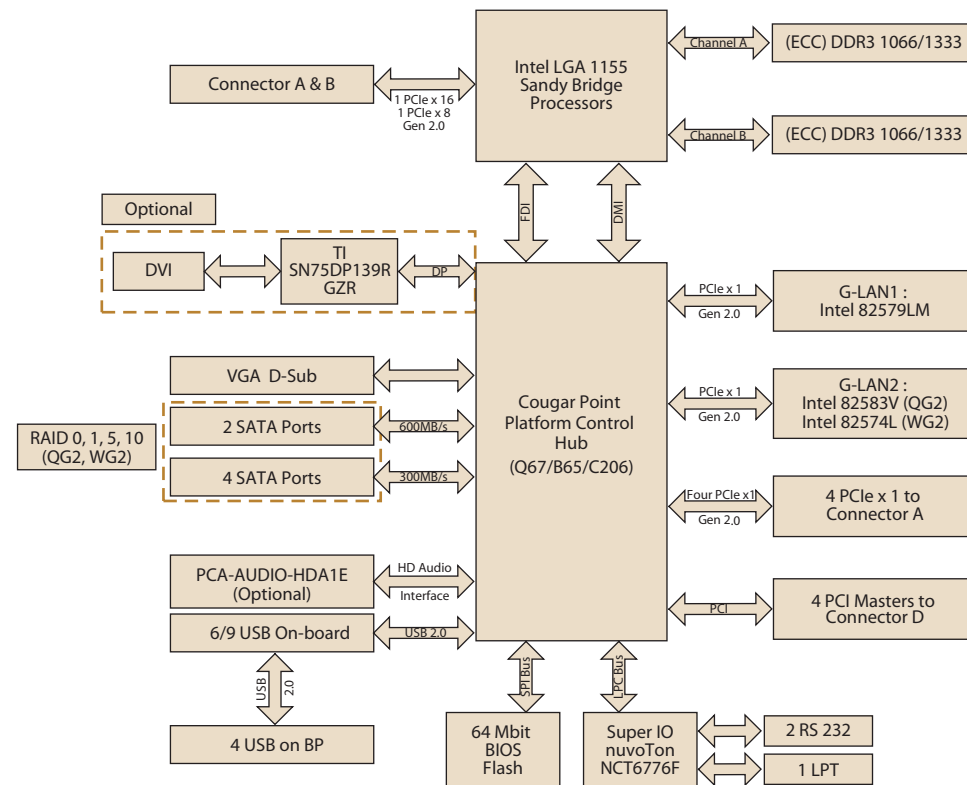 Connector A & B
1 PCIe x 16
1 PCIe x 8
Gen 2.0
Intel LGA 1155
Sandy Bridge
Processors
Channel A
(ECC) DDR3 1066/1333
Channel B
(ECC) DDR3 1066/1333
FDI
DMI
Optional
DVI
TI
SN75DP139R
GZR
DP
VGA D-Sub
2 SATA Ports
600MB/s
RAID 0, 1, 5, 10
(QG2, WG2)
4 SATA Ports
300MB/s
PCA-AUDIO-HDA1E
(Optional)
HD Audio
Interface
6/9 USB On-board
USB 2.0
USB
2.0
4 USB on BP
Cougar Point
Platform Control
Hub
(Q67/B65/C206)
PCIe x 1
Gen 2.0
G-LAN1 :
Intel 82579LM
PCIe x 1
Gen 2.0
G-LAN2 :
Intel 82583V (QG2)
Intel 82574L (WG2)
(Four PCIe x1
Gen 2.0
4 PCIe x 1 to
Connector A
PCI
4 PCI Masters to
Connector D
SPI Bus
LPC Bus
64 Mbit
BIOS
Flash
Super IO
nuvoTon
NCT6776F
2 RS 232
1 LPT